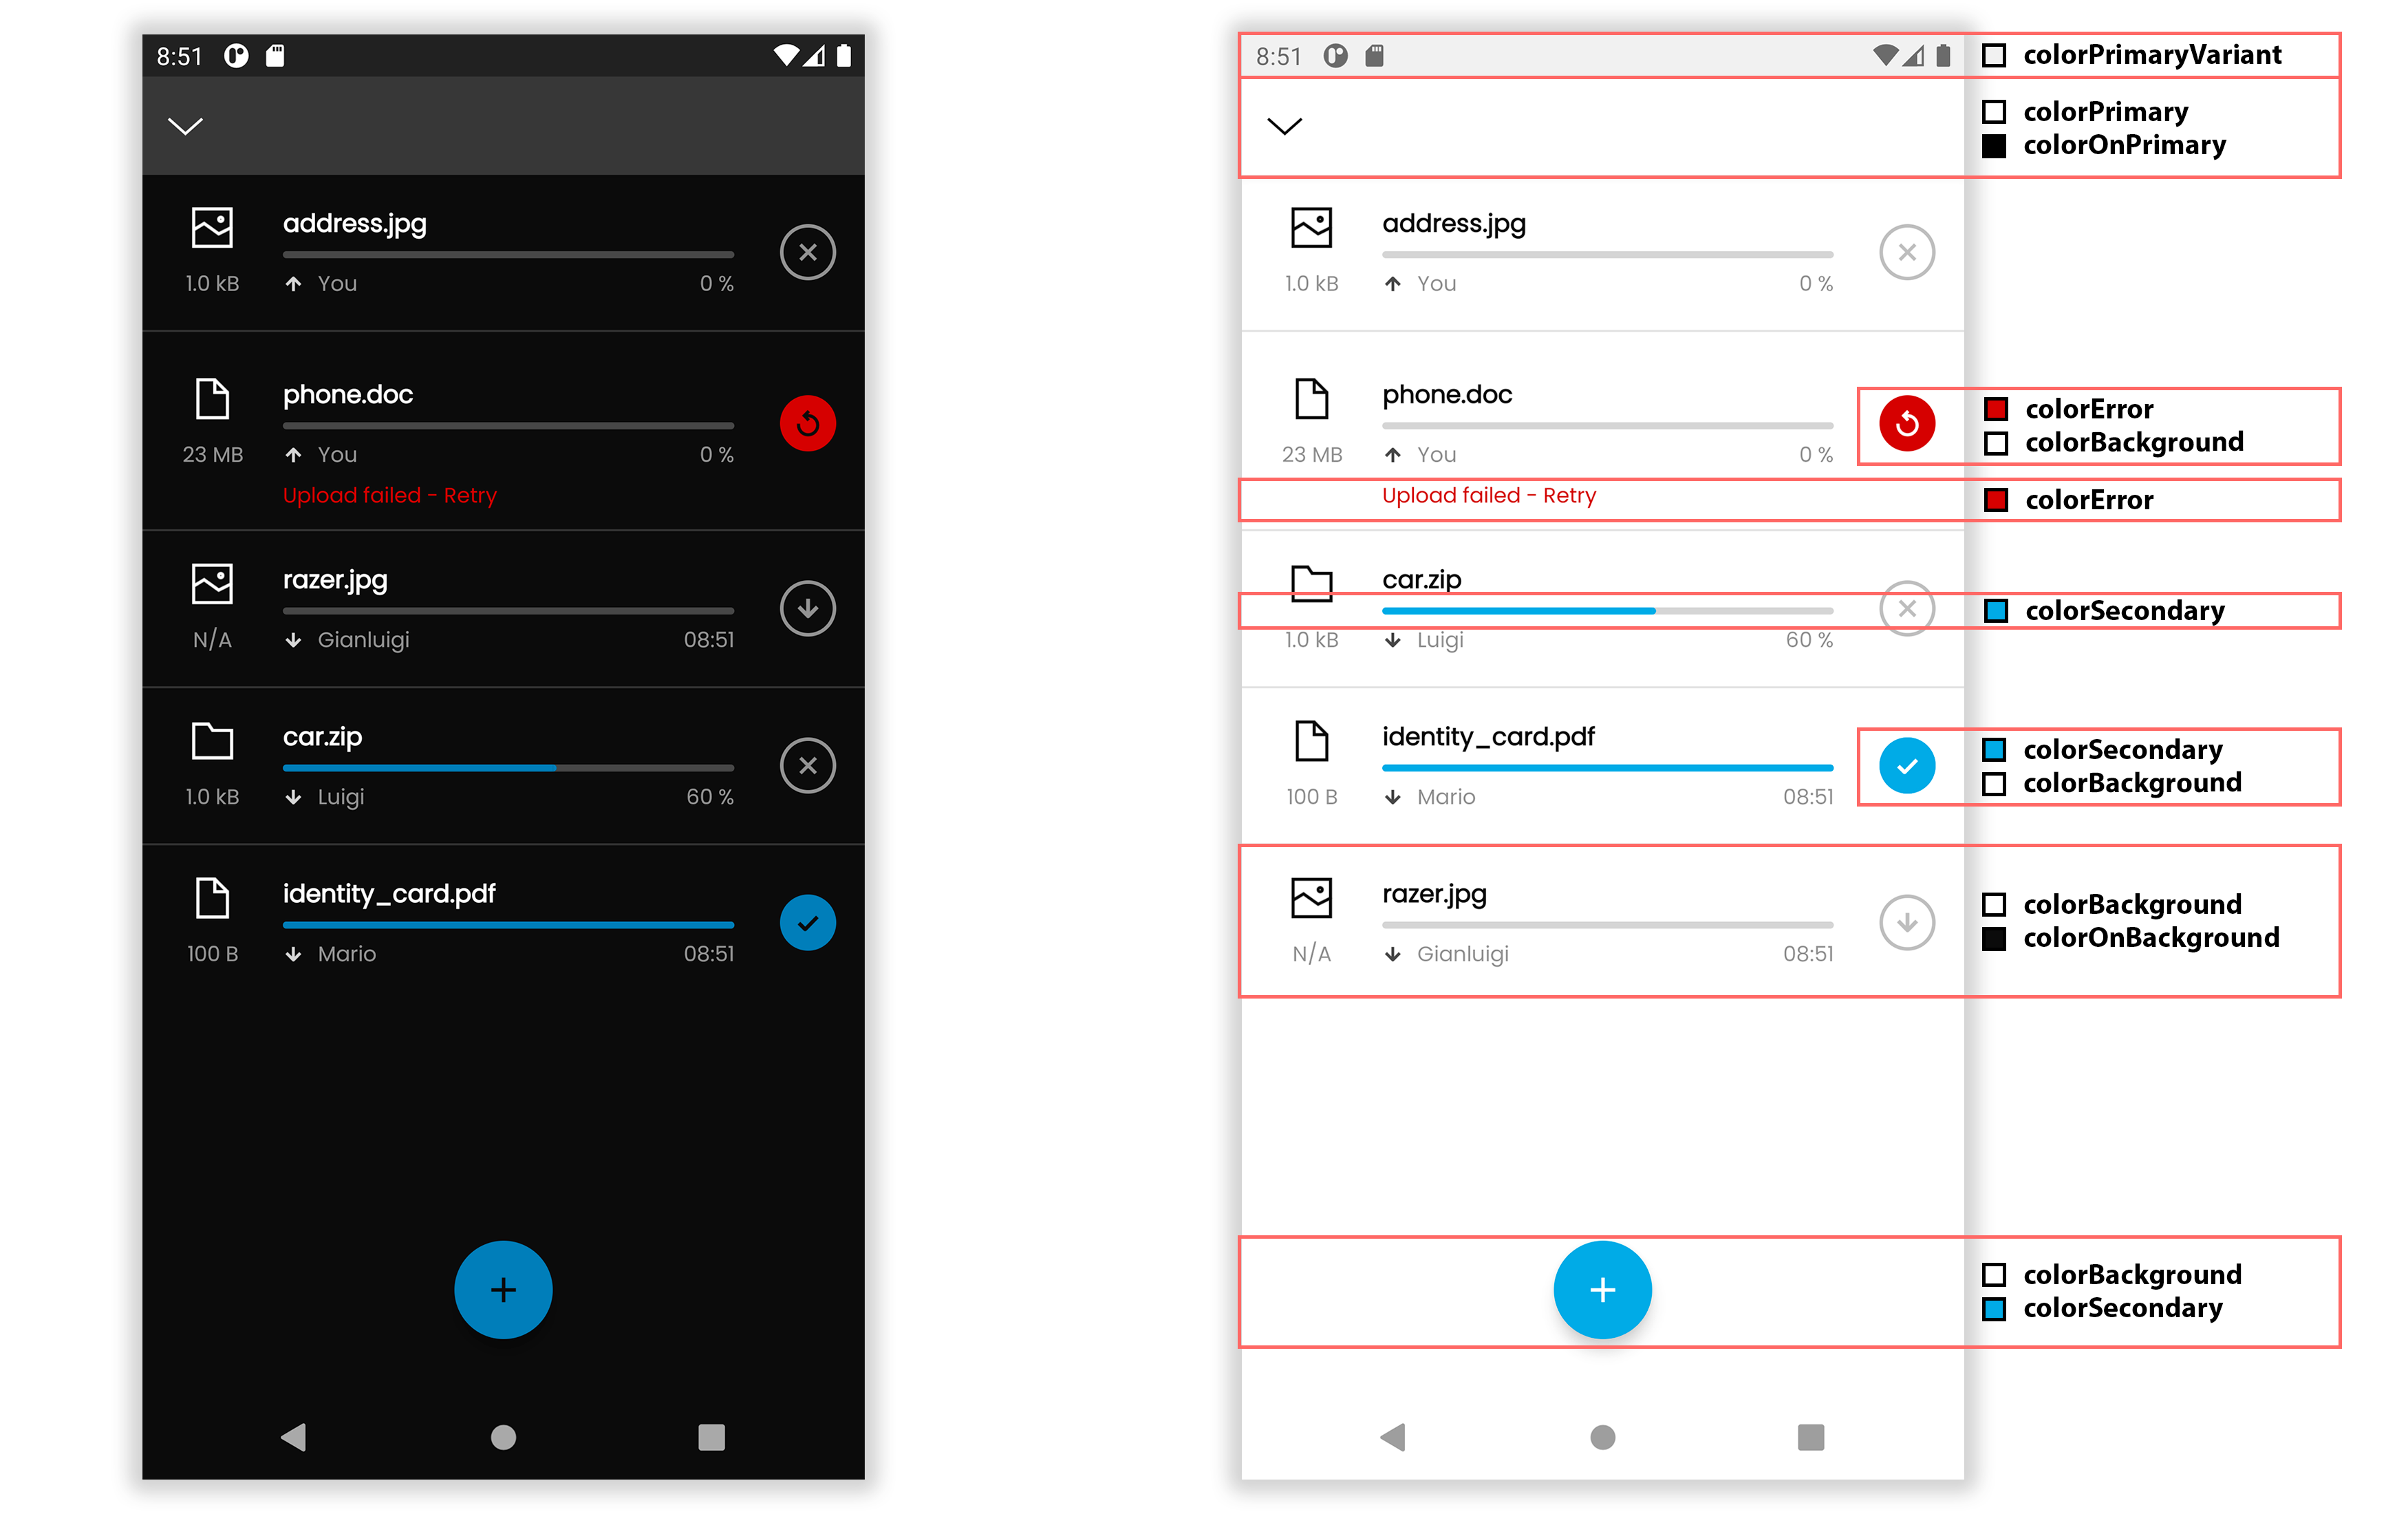 8:51
address.jpg
1.0 kB
You
0 %
phone.doc
23 MB
You
0 %
Upload failed - Retry
razer.jpg
N/A
Gianluigi
08:51
car.zip
1.0 kB
Luigi
60 %
identity_card.pdf
100 B
Mario
08:51
8:51
address.jpg
1.0 kB
You
0 %
phone.doc
23 MB
You
0 %
Upload failed - Retry
car.zip
1.0 kB
Luigi
60 %
identity_card.pdf
100 B
Mario
08:51
razer.jpg
N/A
Gianluigi
08:51
colorPrimaryVariant
colorPrimary
colorOnPrimary
colorError
colorBackground
colorError
colorSecondary
colorSecondary
colorBackground
colorBackground
colorOnBackground
colorBackground
colorSecondary